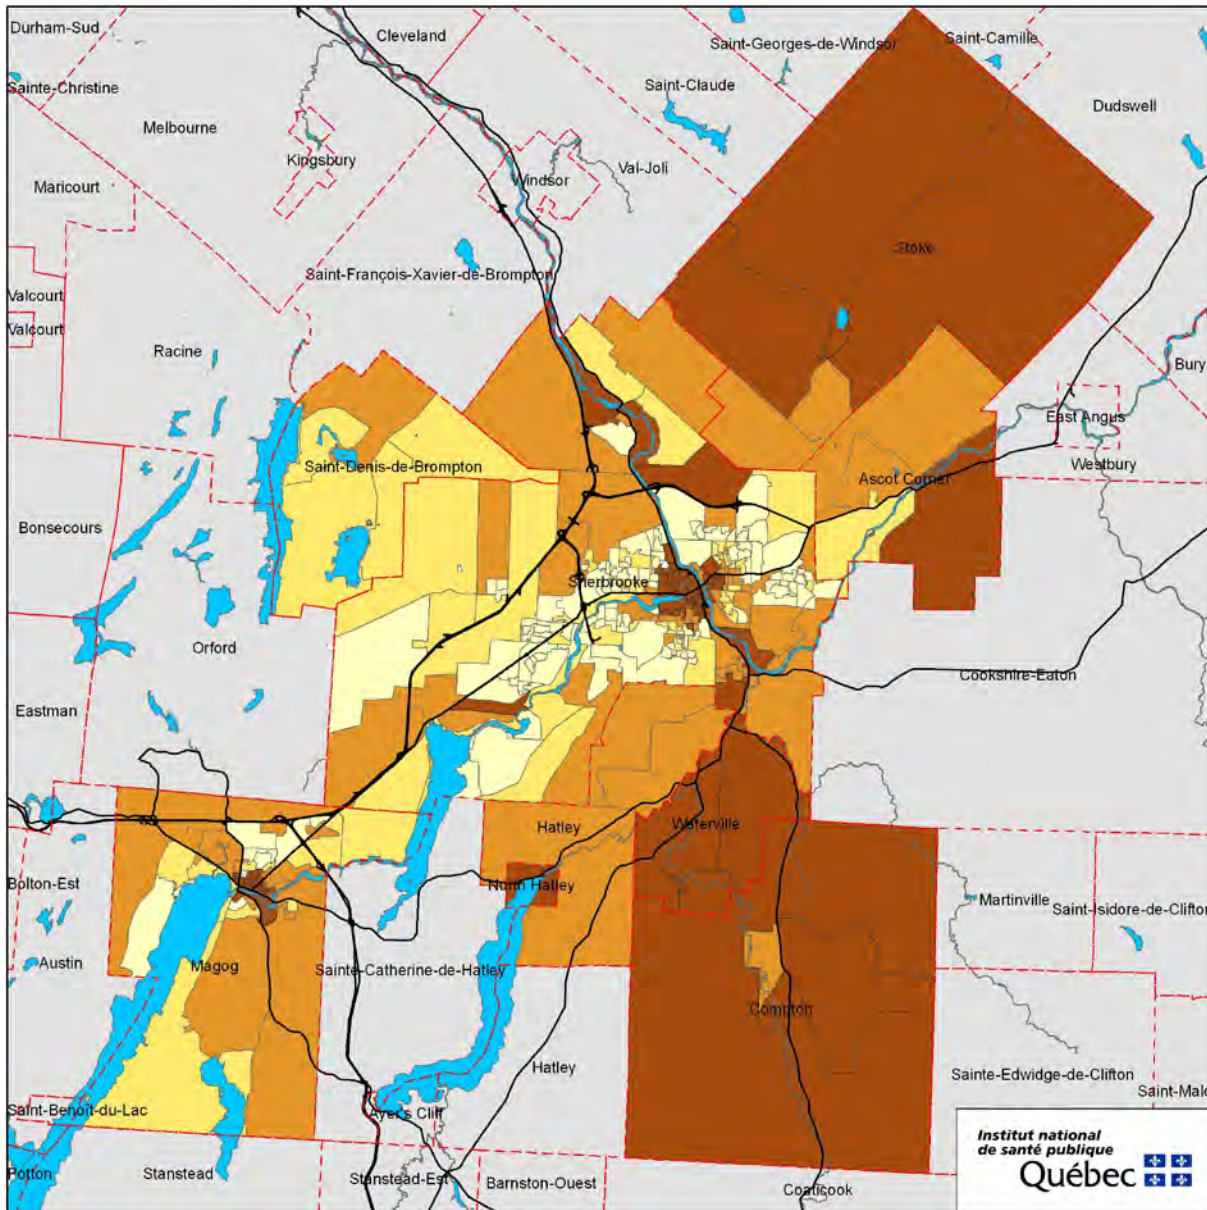 Durham-Sud
Cleveland
Saint-Georges-de-Windsor
Saint-Camille
Sainte-Christine
Saint-Claude
Dudswell
Melbourne
Kingsbury
Windsor
Val-Joli
Maricourt
Stoke
Saint-François-Xavier-de-Brompton
Valcourt
Valcourt
Racine
Bury
East Angus
Saint-Denis-de-Brompton
Westbury
Ascot Corner
Bonsecours
Sherbrooke
Orford
Cookshire-Eaton
Eastman
Hatley
Waterville
Bolton-Est
North Hatley
Martinville
Saint-Isidore-de-Clifton
Austin
Magog
Sainte-Catherine-de-Hatley
Compton
Hatley
Sainte-Edwidge-de-Clifton
Saint-Malo
Saint-Benoît-du-Lac
Ayer's Cliff
Potton
Stanstead
Stanstead-Est
Barnston-Ouest
Coaticook
Institut national
de santé publique
Québec